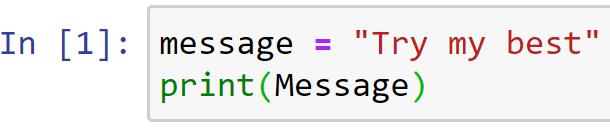 In [1]: message = "Try my best"
print(Message)